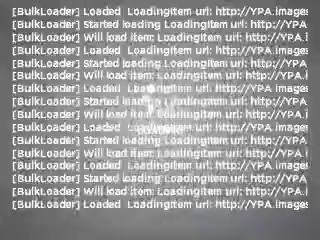 [BulkLoader] Loaded LoadingItem url: http://YPA.images
[BulkLoader] Started loading LoadingItem url: http://YPA
[BulkLoader] Will load item: LoadingItem url: http://YPA.i
[BulkLoader] Loaded LoadingItem url: http://YPA.images
[BulkLoader] Started loading LoadingItem url: http://YPA
[BulkLoader] Will load item: LoadingItem url: http://YPA.i
[BulkLoader] Loaded LoadingItem url: http://YPA.images
[BulkLoader] Started loading LoadingItem url: http://YPA
[BulkLoader] Will load item: LoadingItem url: http://YPA.i
[BulkLoader] Loaded LoadingItem url: http://YPA.images
[BulkLoader] Started loading LoadingItem url: http://YPA
[BulkLoader] Will load item: LoadingItem url: http://YPA.i
[BulkLoader] Loaded LoadingItem url: http://YPA.images
[BulkLoader] Started loading LoadingItem url: http://YPA
[BulkLoader] Will load item: LoadingItem url: http://YPA.i
[BulkLoader] Loaded LoadingItem url: http://YPA.images